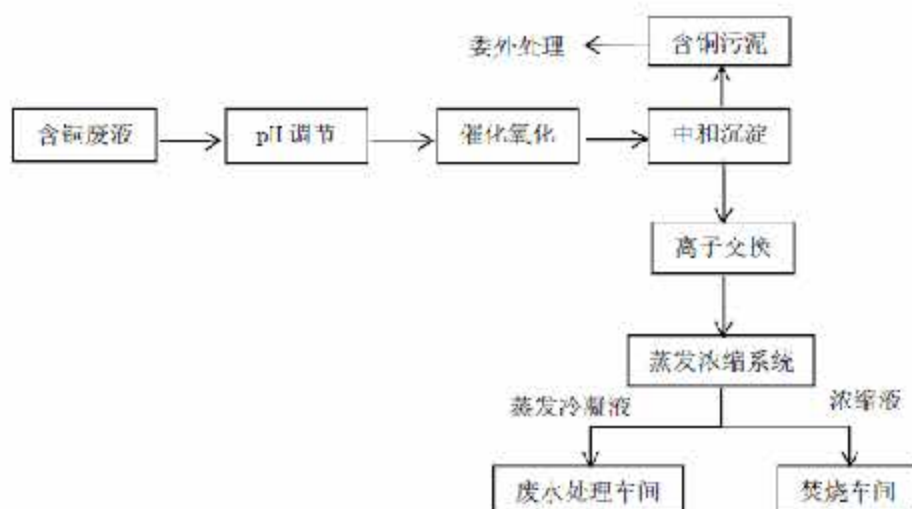 委外处理
含铜污泥
含铜废液
pH 调节
催化氧化
中和沉淀
离子交换
蒸发浓缩系统
蒸发冷凝液
浓缩液
废水处理车间
焚烧车间